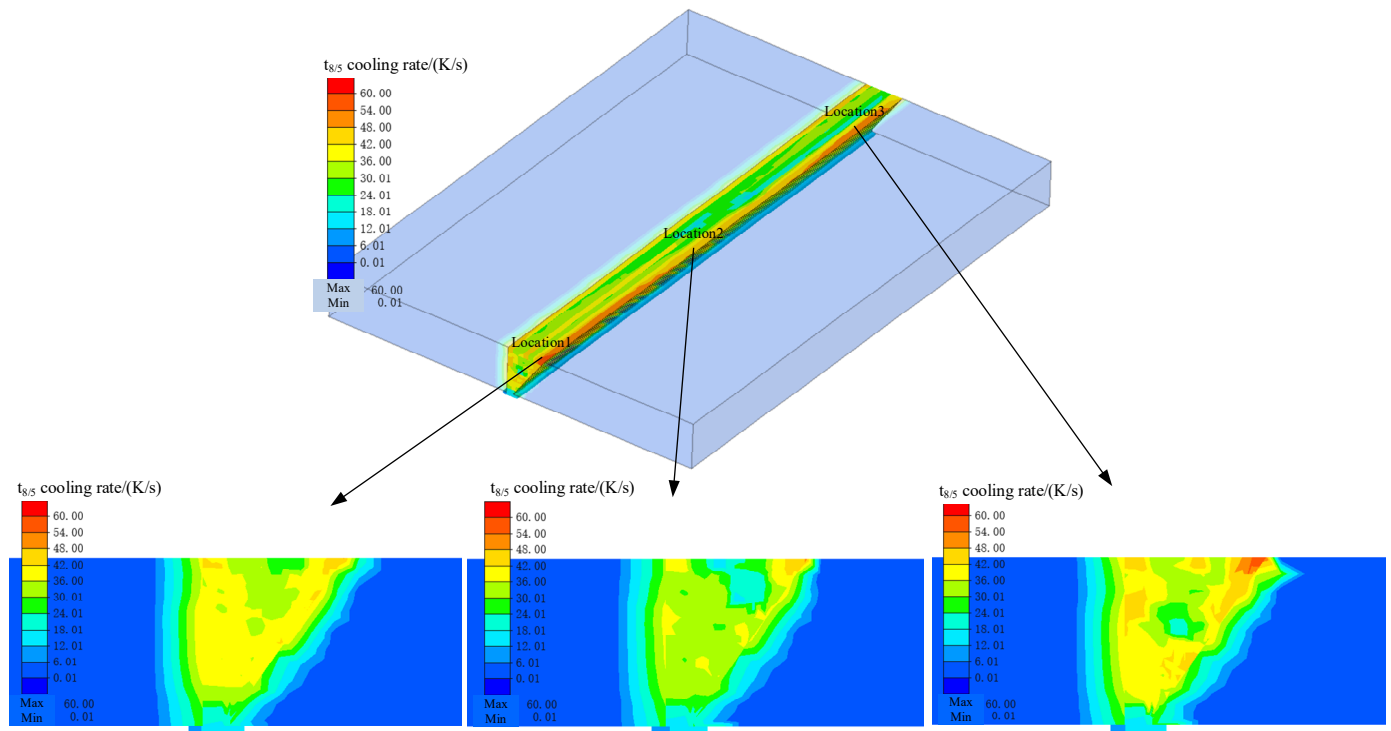 t8/5 cooling rate/(K/s)
60. 00
54. 00
48. 00
42. 00
36. 00
30. 01
24. 01
18. 01
12. 01
6. 01
0. 01
Max 60. 00
Min 0. 01
Location3
Location2
Location1
t8/5 cooling rate/(K/s)
60. 00
54. 00
48. 00
42. 00
36. 00
30. 01
24. 01
18. 01
12. 01
6. 01
0. 01
Max 60. 00
Min 0. 01
t8/5 cooling rate/(K/s)
60. 00
54. 00
48. 00
42. 00
36. 00
30. 01
24. 01
18. 01
12. 01
6. 01
0. 01
Max 60. 00
Min 0. 01
t8/5 cooling rate/(K/s)
60. 00
54. 00
48. 00
42. 00
36. 00
30. 01
24. 01
18. 01
12. 01
6. 01
0. 01
Max 60. 00
Min 0. 01